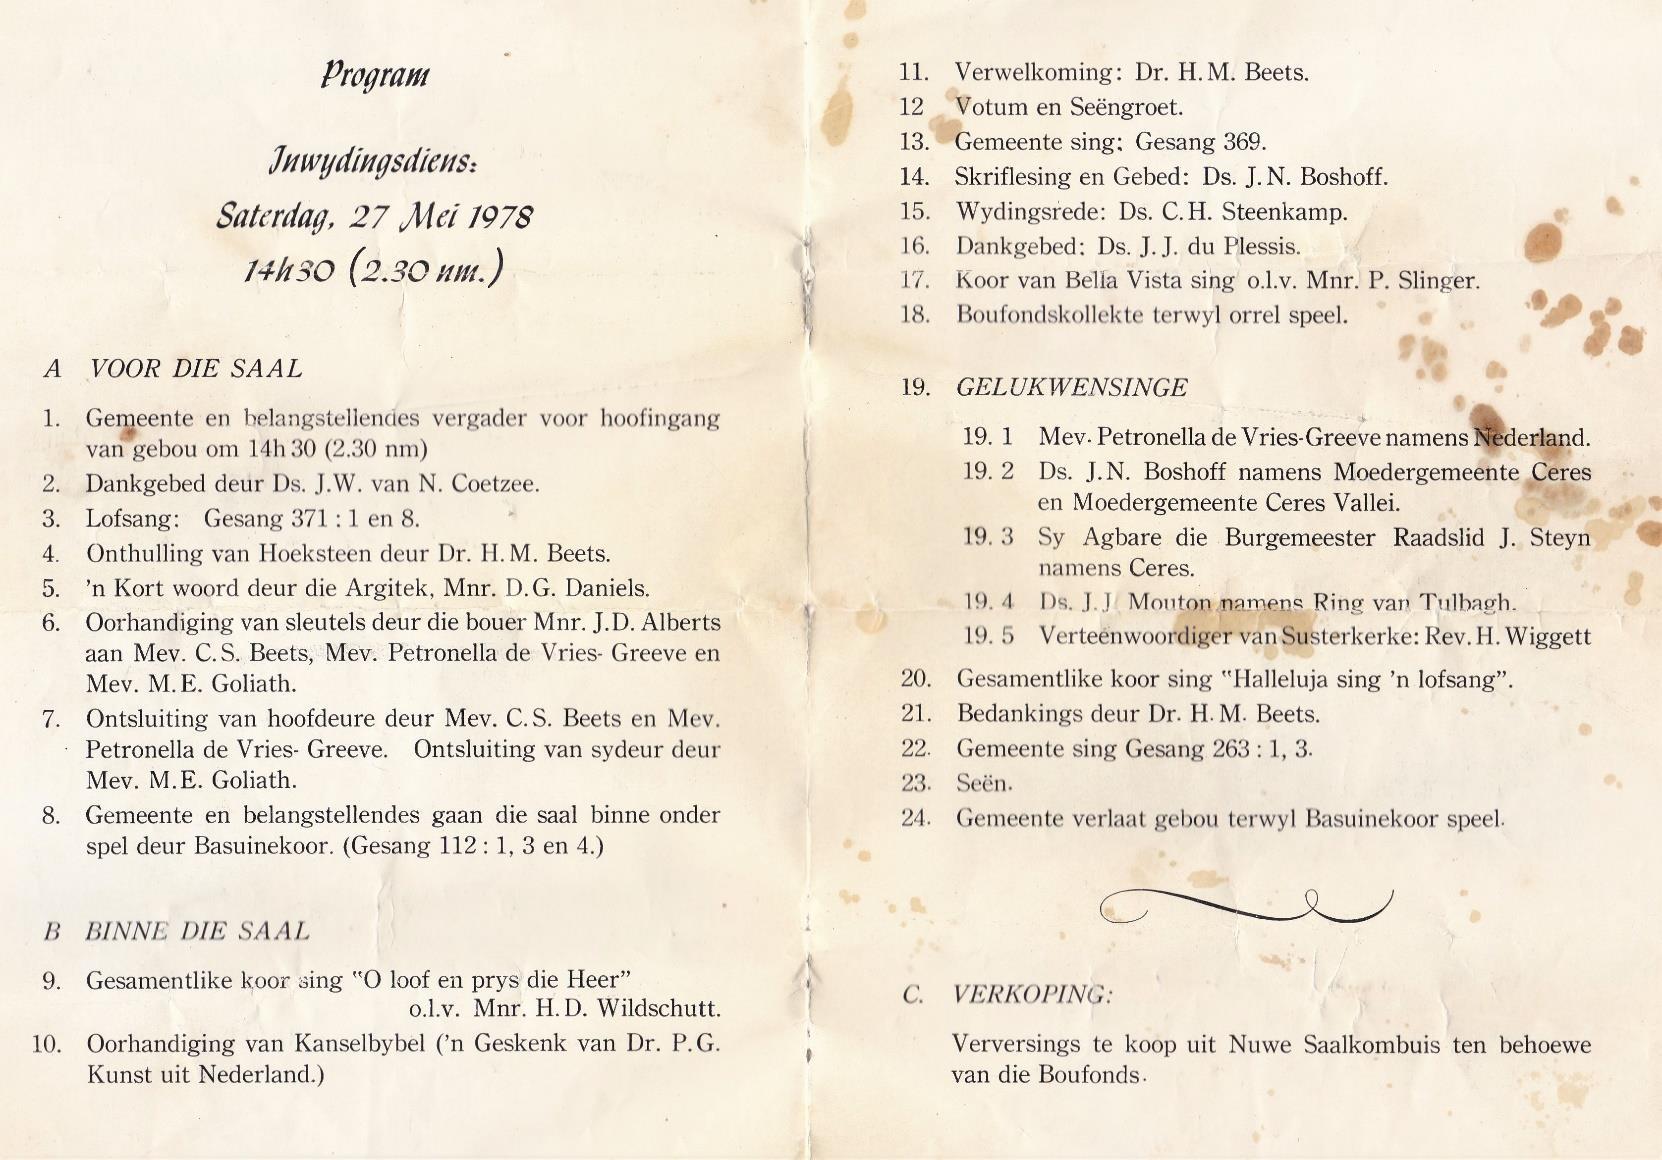 Program
Inwydingsdiens:
Saterdag, 27 Mei 1978
14h30 (2.30 nm.)
A VOOR DIE SAAL
1. Gemeente en belangstellendes vergader voor hoofingang
van gebou om 14h30 (2.30 nm)
2. Dankgebed deur Ds. J.W. van N. Coetzee.
3. Lofsang: Gesang 371 : 1 en 8.
4. Onthulling van Hoeksteen deur Dr. H.M. Beets.
5. 'n Kort woord deur die Argitek, Mnr. D.G. Daniels.
6. Oorhandiging van sleutels deur die bouer Mnr. J.D. Alberts
aan Mev. C.S. Beets, Mev. Petronella de Vries- Greeve en
Mev. M.E. Goliath.
7. Ontsluiting van hoofdeure deur Mev. C.S. Beets en Mev.
Petronella de Vries- Greeve. Ontsluiting van sydeur deur
Mev. M.E. Goliath.
8. Gemeente en belangstellendes gaan die saal binne onder
spel deur Basuinekoor. (Gesang 112 : 1, 3 en 4.)
B BINNE DIE SAAL
9. Gesamentlike koor sing "O loof en prys die Heer"
o.l.v. Mnr. H.D. Wildschutt.
10. Oorhandiging van Kanselbybel ('n Geskenk van Dr. P.G.
Kunst uit Nederland.)
11. Verwelkoming: Dr. H.M. Beets.
12 Votum en Seëngroet.
13. Gemeente sing: Gesang 369.
14. Skriflesing en Gebed: Ds. J.N. Boshoff.
15. Wydingsrede: Ds. C.H. Steenkamp.
16. Dankgebed: Ds. J.J. du Plessis.
17. Koor van Bella Vista sing o.l.v. Mnr. P. Slinger.
18. Boufondskollekte terwyl orrel speel.
19. GELUKWENSINGE
19. 1 Mev. Petronella de Vries-Greeve namens Nederland.
19. 2 Ds. J.N. Boshoff namens Moedergemeente Ceres
en Moedergemeente Ceres Vallei.
19. 3 Sy Agbare die Burgemeester Raadslid J. Steyn
namens Ceres.
19. 4 Ds. J.J. Mouton namens Ring van Tulbagh.
19. 5 Verteenwoordiger van Susterkerke: Rev. H. Wiggett
20. Gesamentlike koor sing "Halleluja sing 'n lofsang".
21. Bedankings deur Dr. H.M. Beets.
22. Gemeente sing Gesang 263 : 1, 3.
23. Seën.
24. Gemeente verlaat gebou terwyl Basuinekoor speel.
C. VERKOPING:
Verversings te koop uit Nuwe Saalkombuis ten behoewe
van die Boufonds.